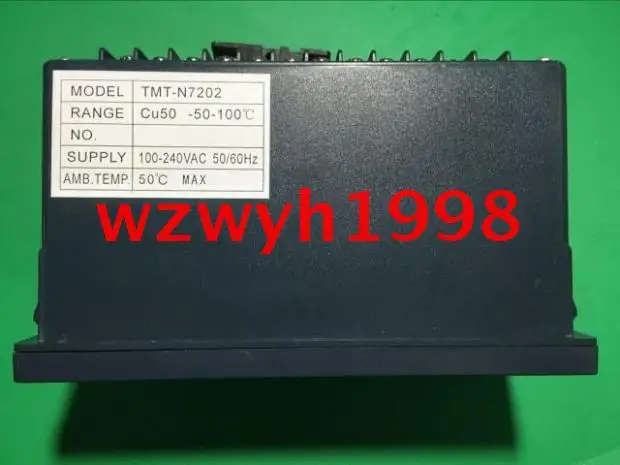 MODEL TMT-N7202
RANGE Cu50 -50-100℃
NO.
SUPPLY 100-240VAC 50/60Hz
AMB.TEMP. 50℃ MAX
wzwyh1998